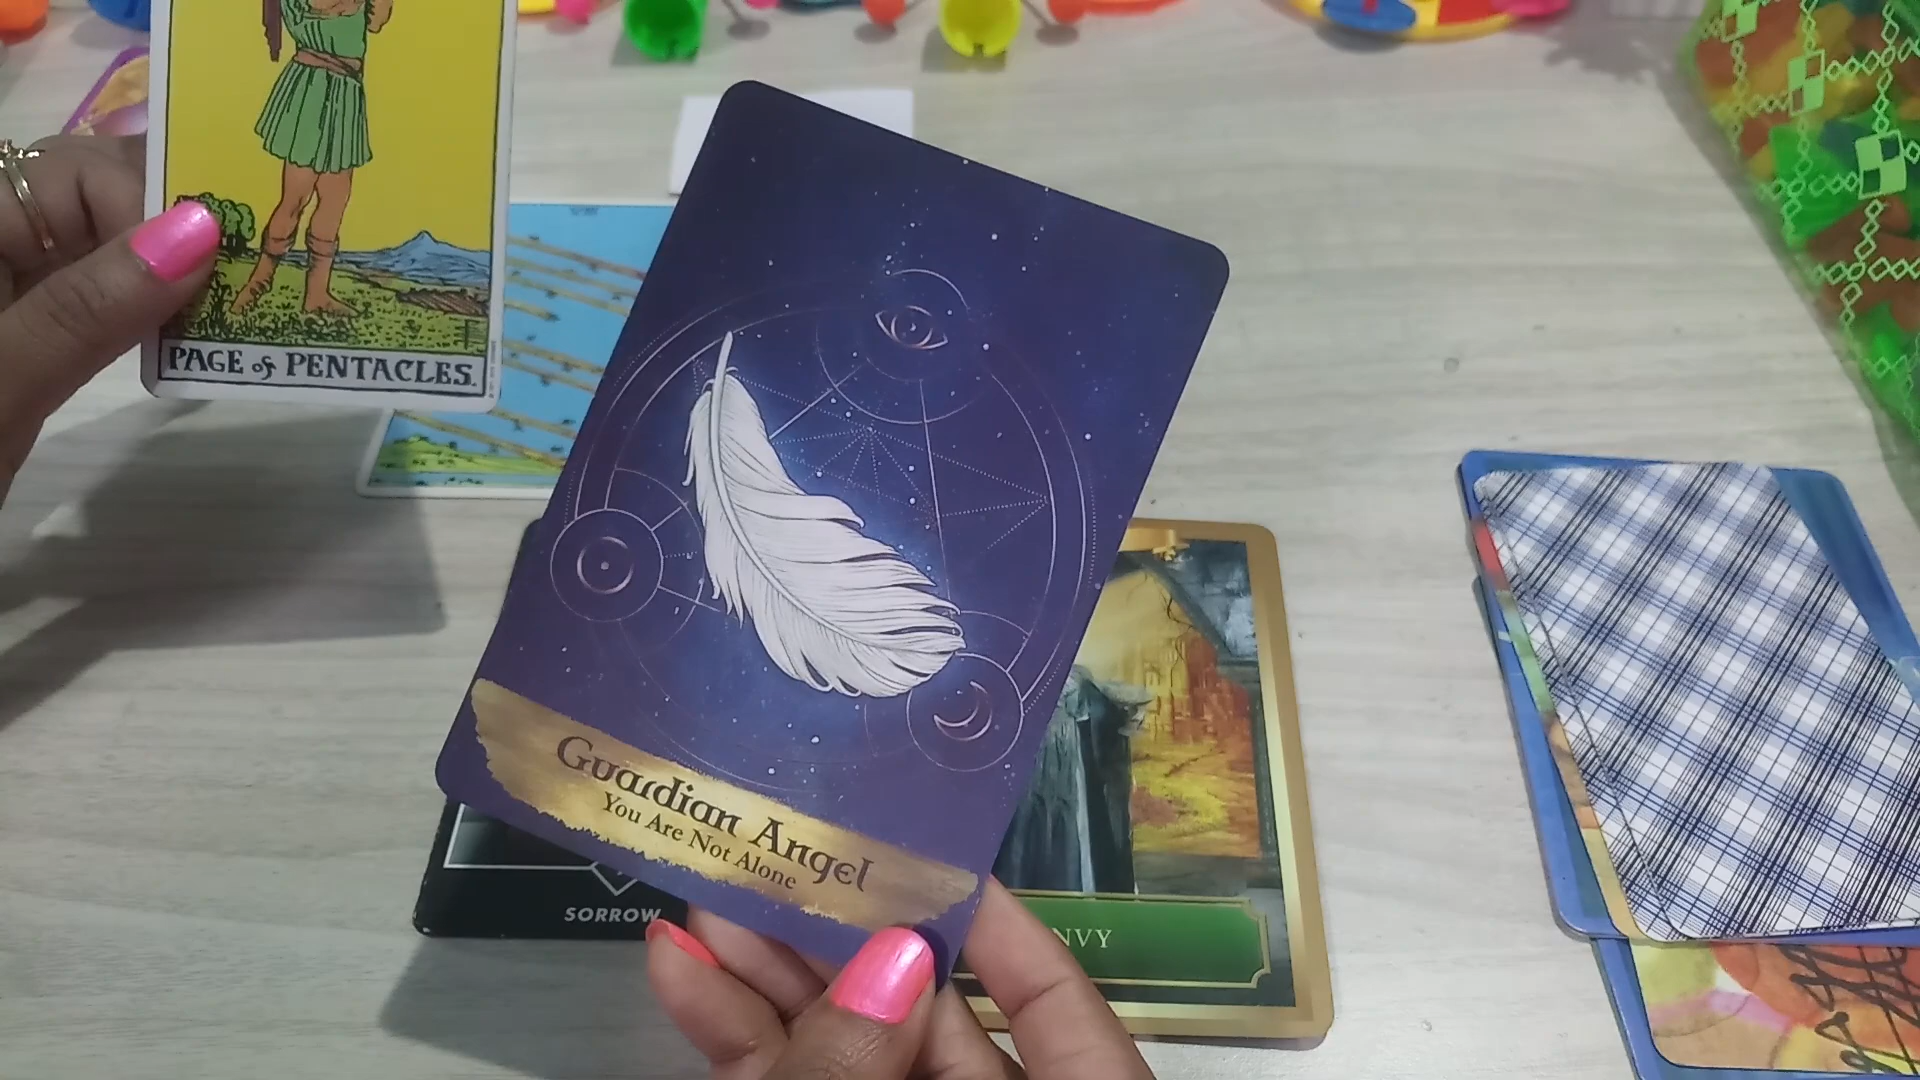 PAGE of PENTACLES.
Guardian Angel
You Are Not Alone
SORROW
NVY